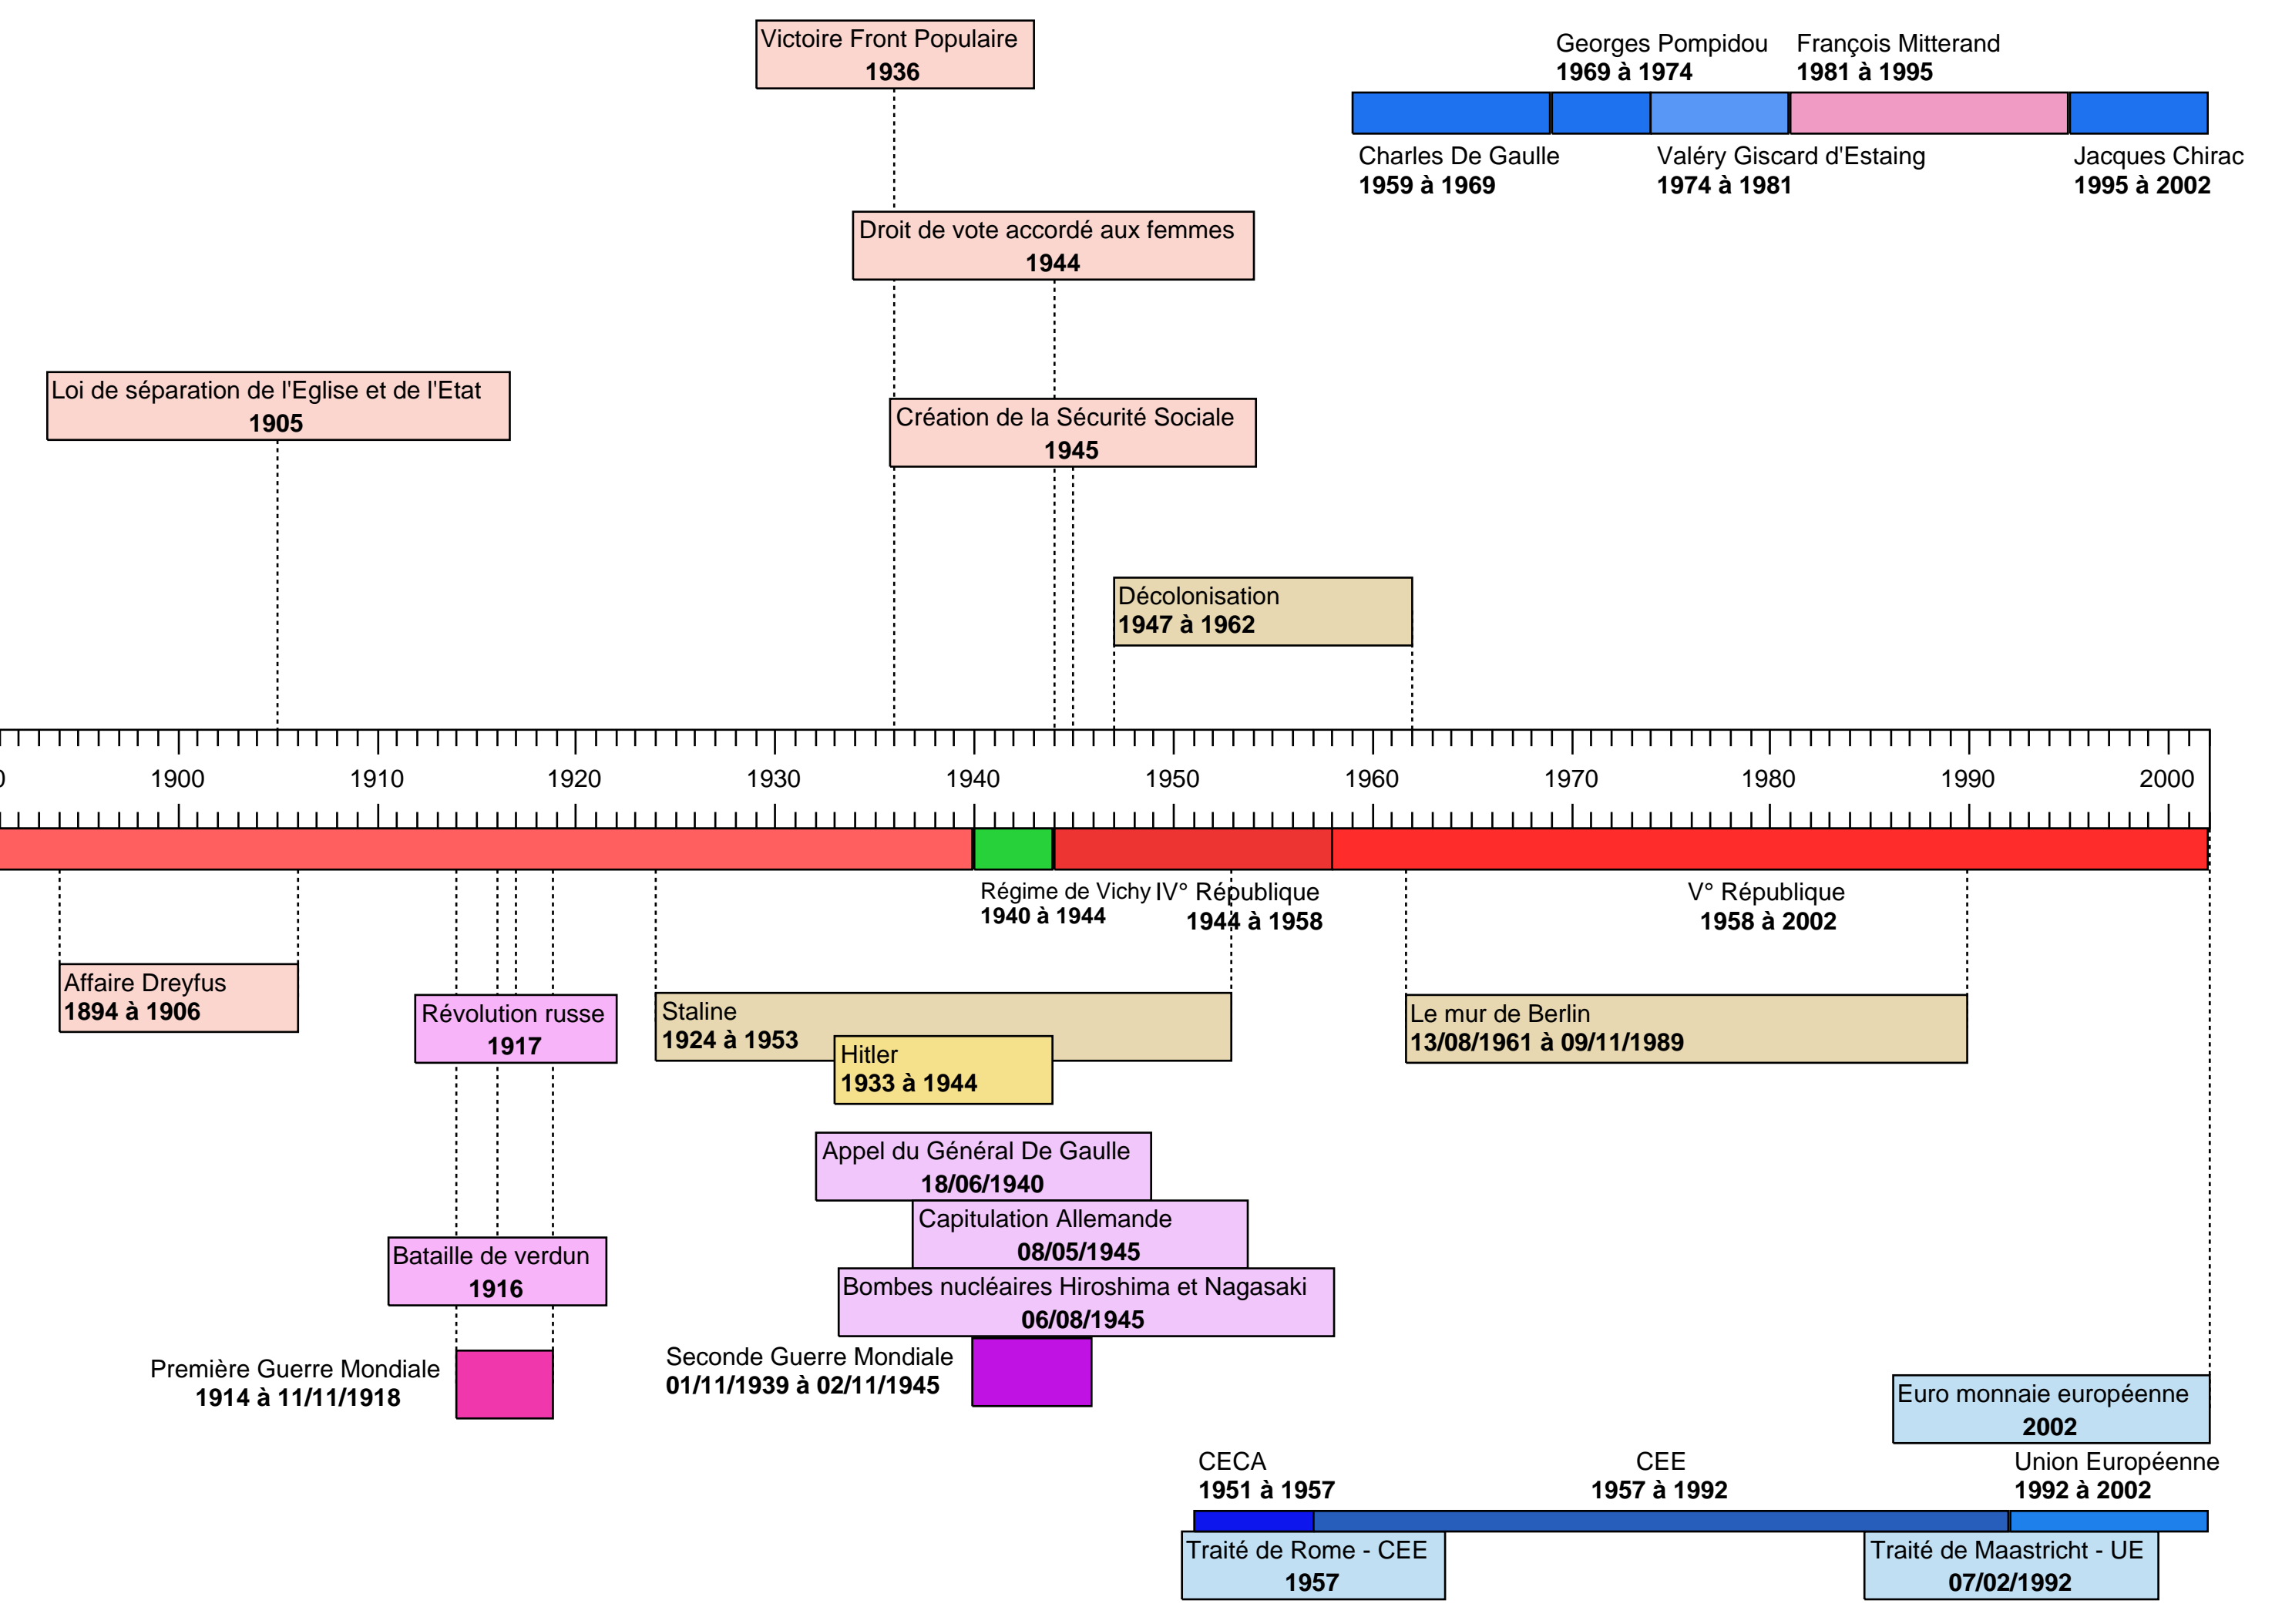 Victoire Front Populaire
1936
Georges Pompidou
1969 à 1974
François Mitterand
1981 à 1995
Charles De Gaulle
1959 à 1969
Valéry Giscard d'Estaing
1974 à 1981
Jacques Chirac
1995 à 2002
Droit de vote accordé aux femmes
1944
Loi de séparation de l'Eglise et de l'Etat
1905
Création de la Sécurité Sociale
1945
Décolonisation
1947 à 1962
0 1900 1910 1920 1930 1940 1950 1960 1970 1980 1990 2000
Régime de Vichy
1940 à 1944
IV° République
1944 à 1958
V° République
1958 à 2002
Affaire Dreyfus
1894 à 1906
Révolution russe
1917
Staline
1924 à 1953
Hitler
1933 à 1944
Le mur de Berlin
13/08/1961 à 09/11/1989
Appel du Général De Gaulle
18/06/1940
Capitulation Allemande
08/05/1945
Bataille de verdun
1916
Bombes nucléaires Hiroshima et Nagasaki
06/08/1945
Première Guerre Mondiale
1914 à 11/11/1918
Seconde Guerre Mondiale
01/11/1939 à 02/11/1945
Euro monnaie européenne
2002
CECA
1951 à 1957
CEE
1957 à 1992
Union Européenne
1992 à 2002
Traité de Rome - CEE
1957
Traité de Maastricht - UE
07/02/1992